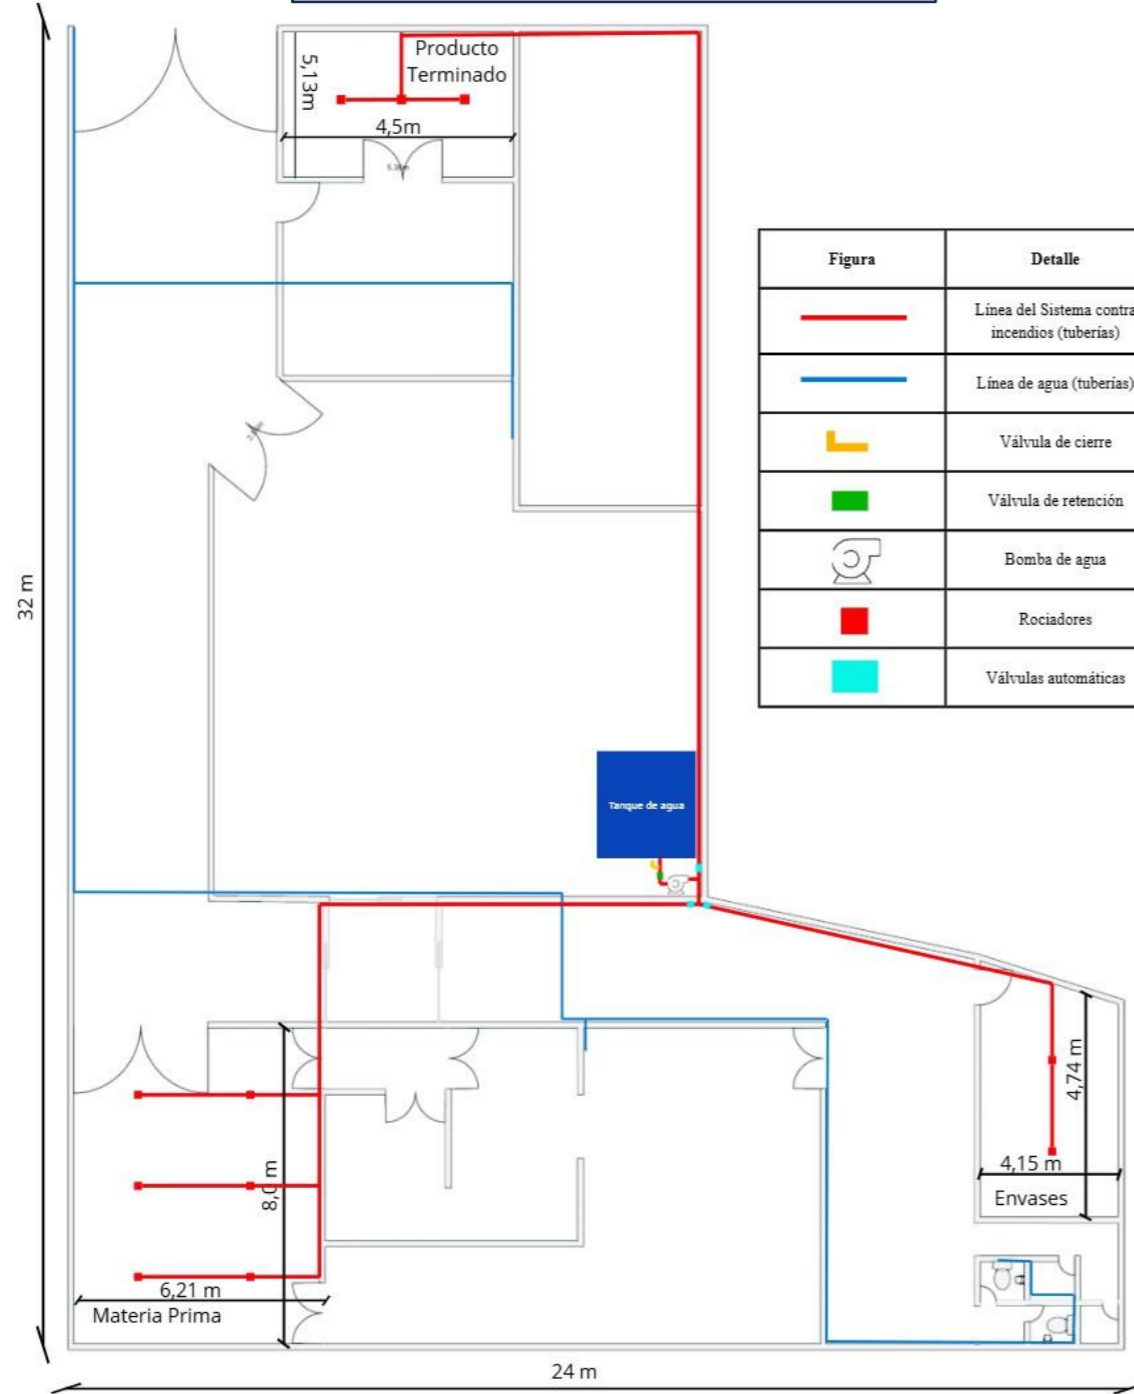 Producto
Terminado
5,13m
4,5m
Figura
Detalle
Línea del Sistema contra
incendios (tuberías)
Línea de agua (tuberías)
Válvula de cierre
Válvula de retención
Bomba de agua
Rociadores
Válvulas automáticas
32 m
Tanque de agua
4,74 m
4,15 m
Envases
6,21 m
Materia Prima
24 m